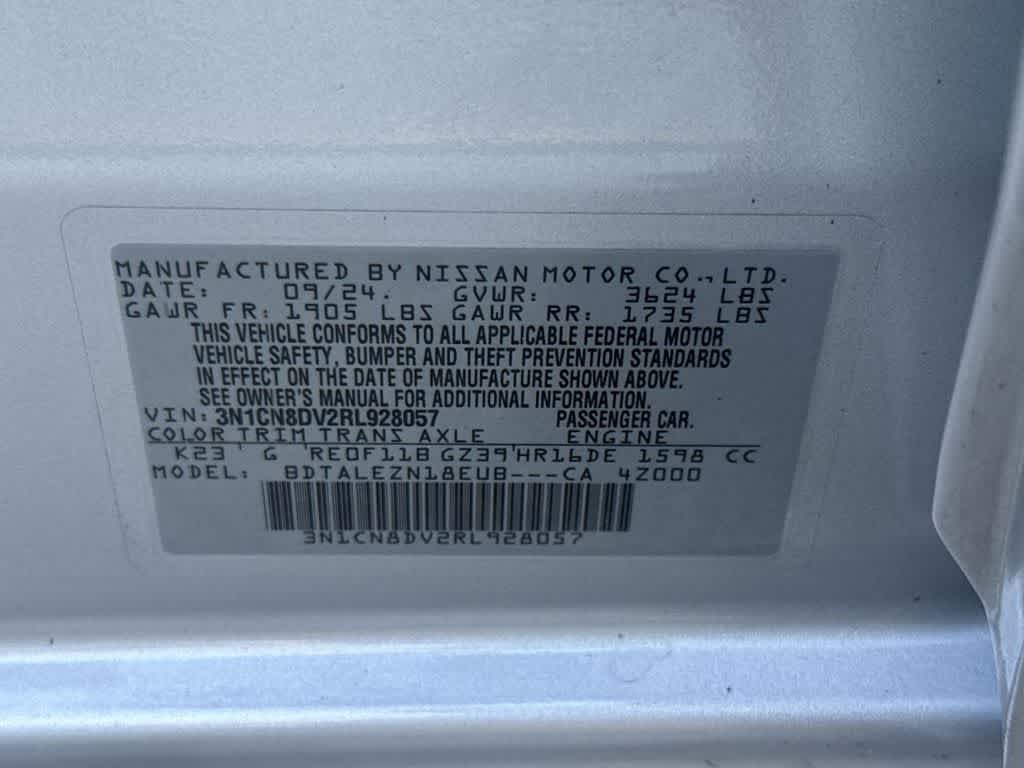 MANUFACTURED BY NISSAN MOTOR CO., LTD.
DATE: 09/24. GVWR: 3624 LBS
GAWR FR: 1905 LBS GAWR RR: 1735 LBS
THIS VEHICLE CONFORMS TO ALL APPLICABLE FEDERAL MOTOR
VEHICLE SAFETY, BUMPER AND THEFT PREVENTION STANDARDS
IN EFFECT ON THE DATE OF MANUFACTURE SHOWN ABOVE.
SEE OWNER'S MANUAL FOR ADDITIONAL INFORMATION.
VIN: 3N1CN8DV2RL928057 PASSENGER CAR.
COLOR TRIM TRANS AXLE ENGINE
K23 ' G ' RE0F11B GZ39'HR16DE 1598 CC
MODEL: BDTALEZN18EUB---CA 4Z000
3N1CN8DV2RL928057